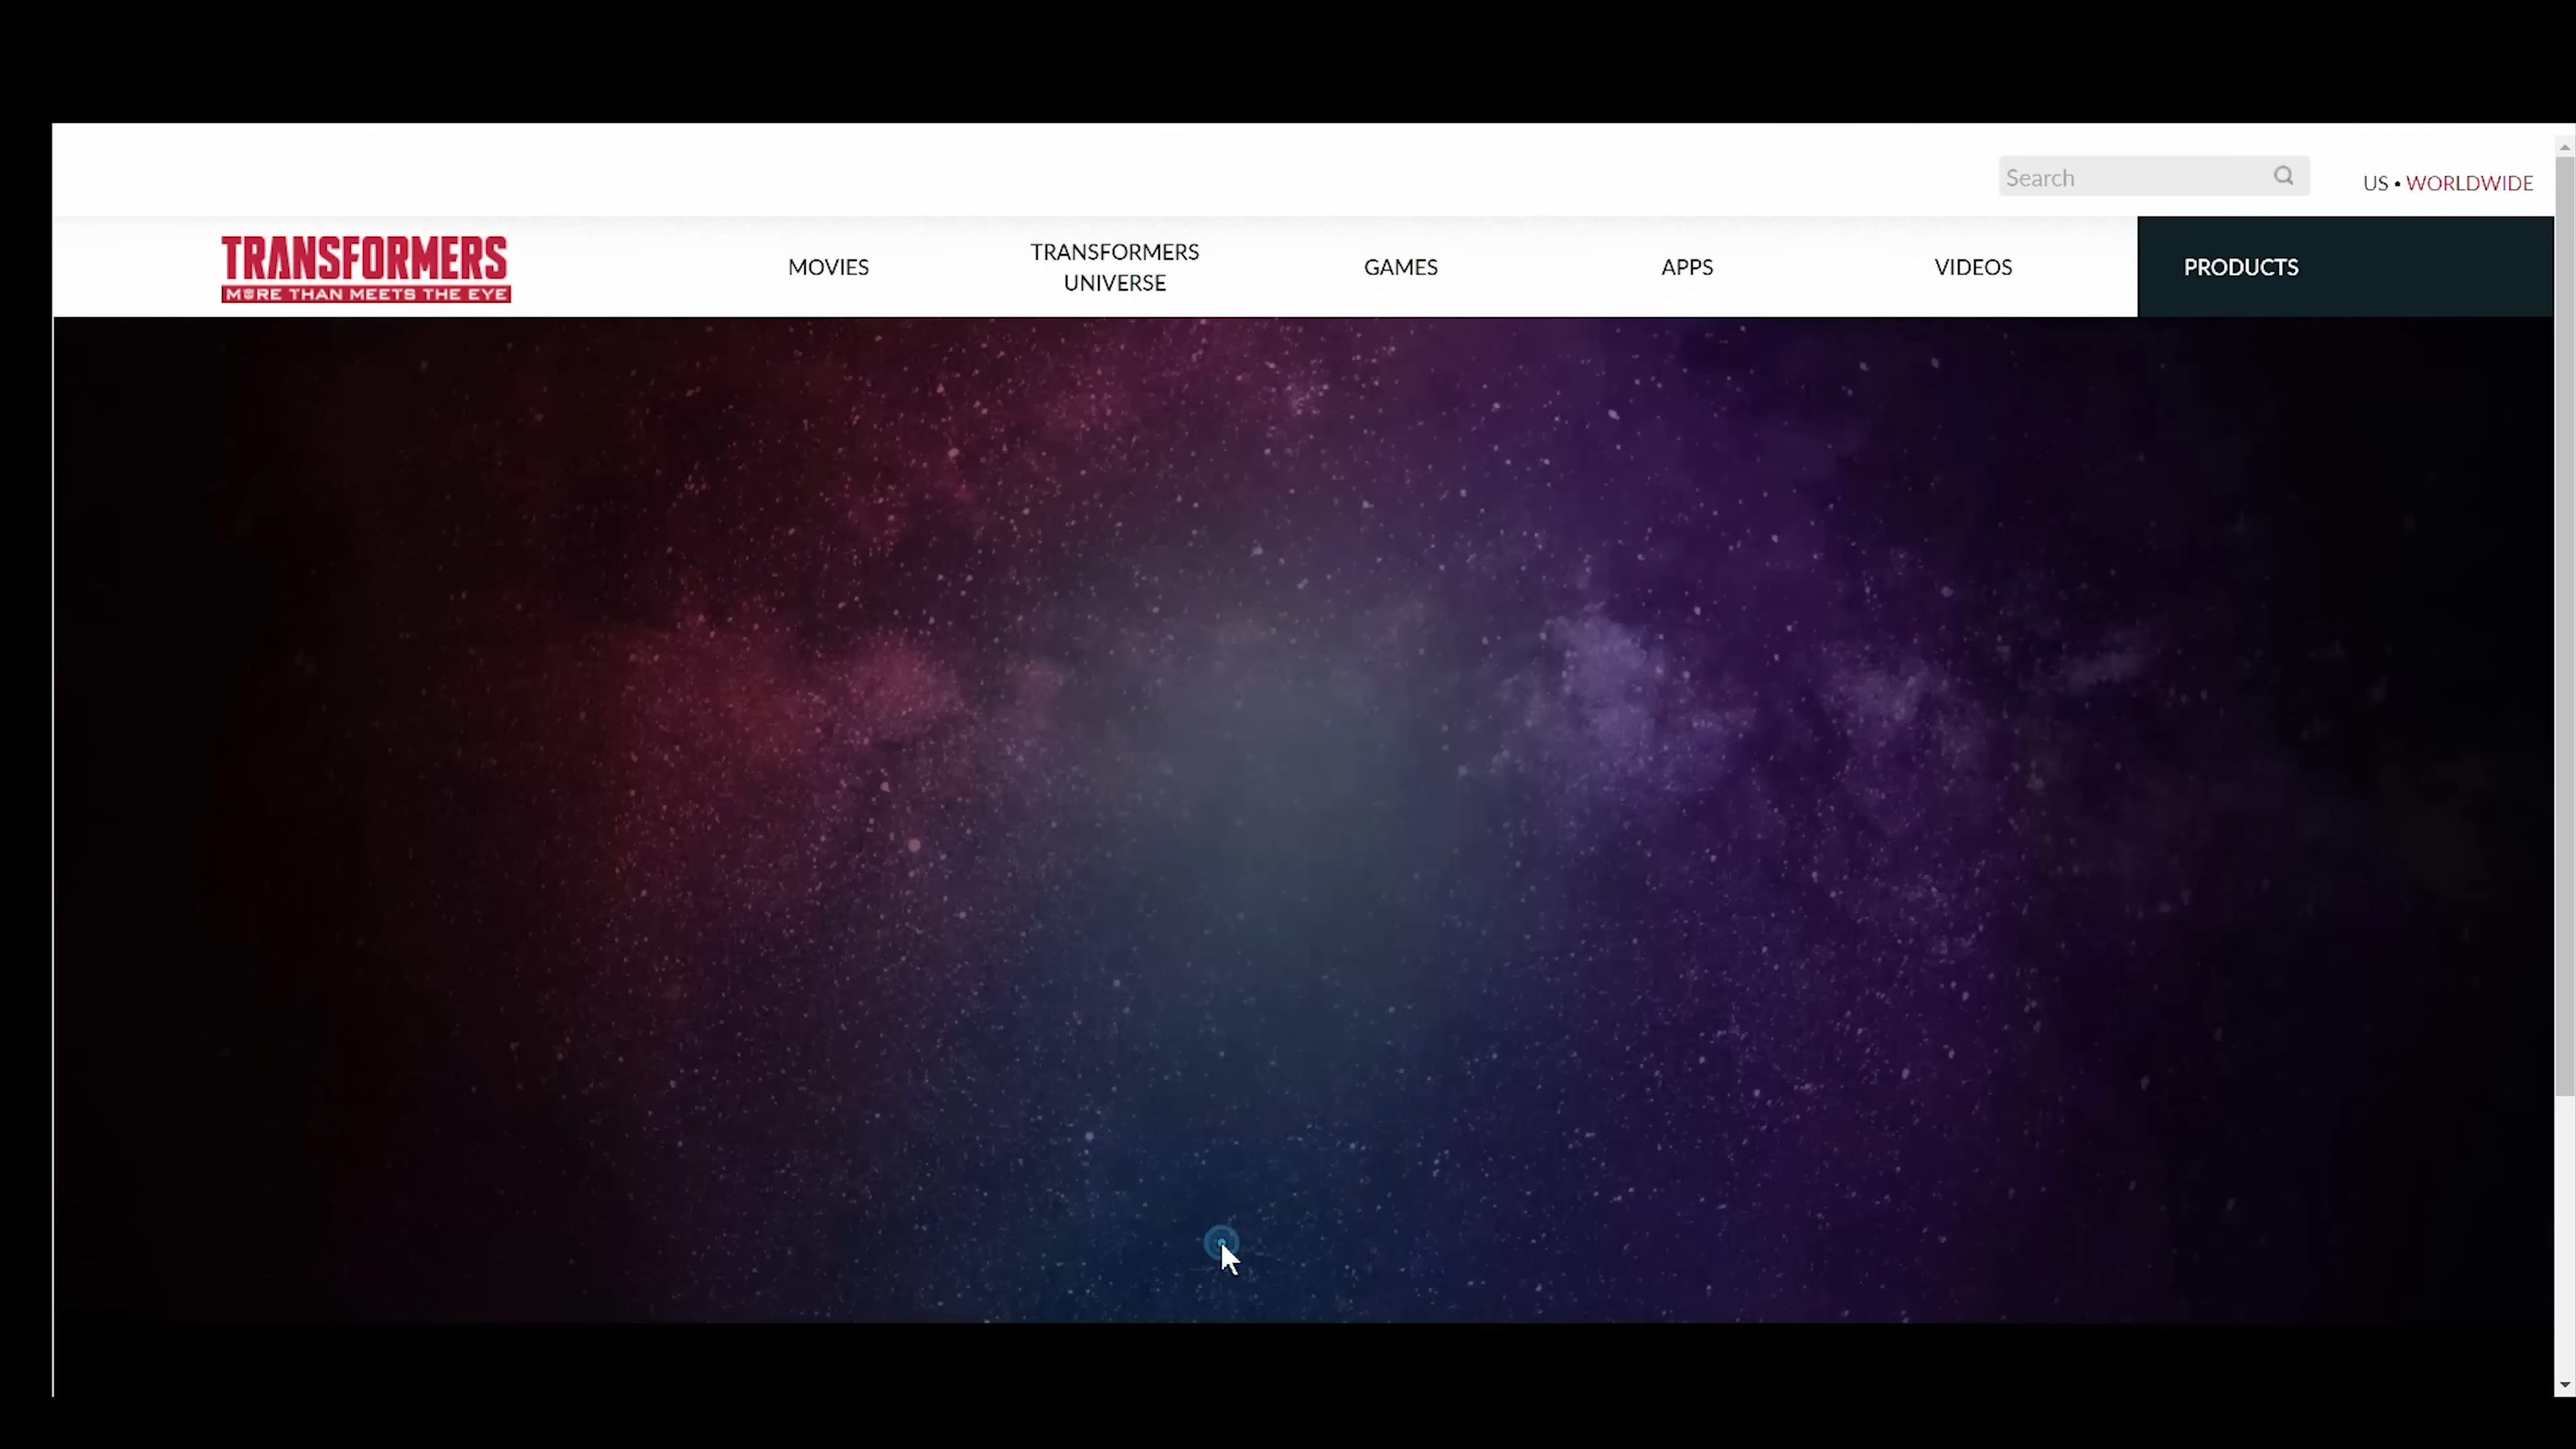 Search
US • WORLDWIDE
TRANSFORMERS
MORE THAN MEETS THE EYE
MOVIES
TRANSFORMERS
UNIVERSE
GAMES
APPS
VIDEOS
PRODUCTS